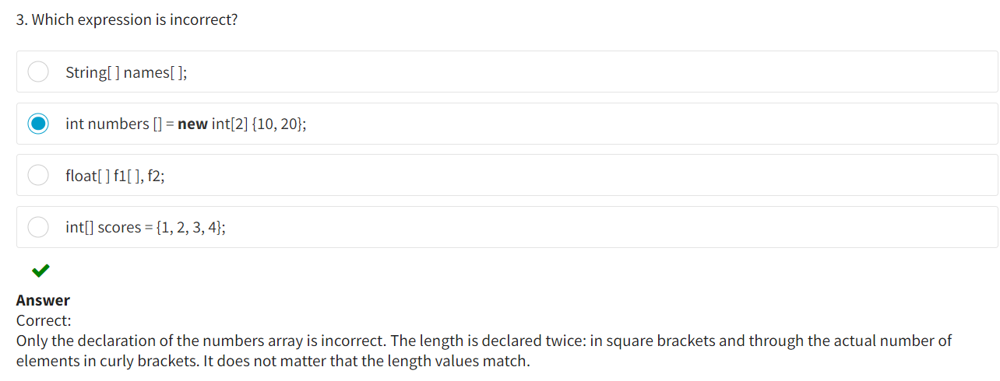 3. Which expression is incorrect?
String[ ] names[ ];
int numbers [] = new int[2] {10, 20};
float[ ] f1[ ], f2;
int[] scores = {1, 2, 3, 4};
Answer
Correct:
Only the declaration of the numbers array is incorrect. The length is declared twice: in square brackets and through the actual number of
elements in curly brackets. It does not matter that the length values match.